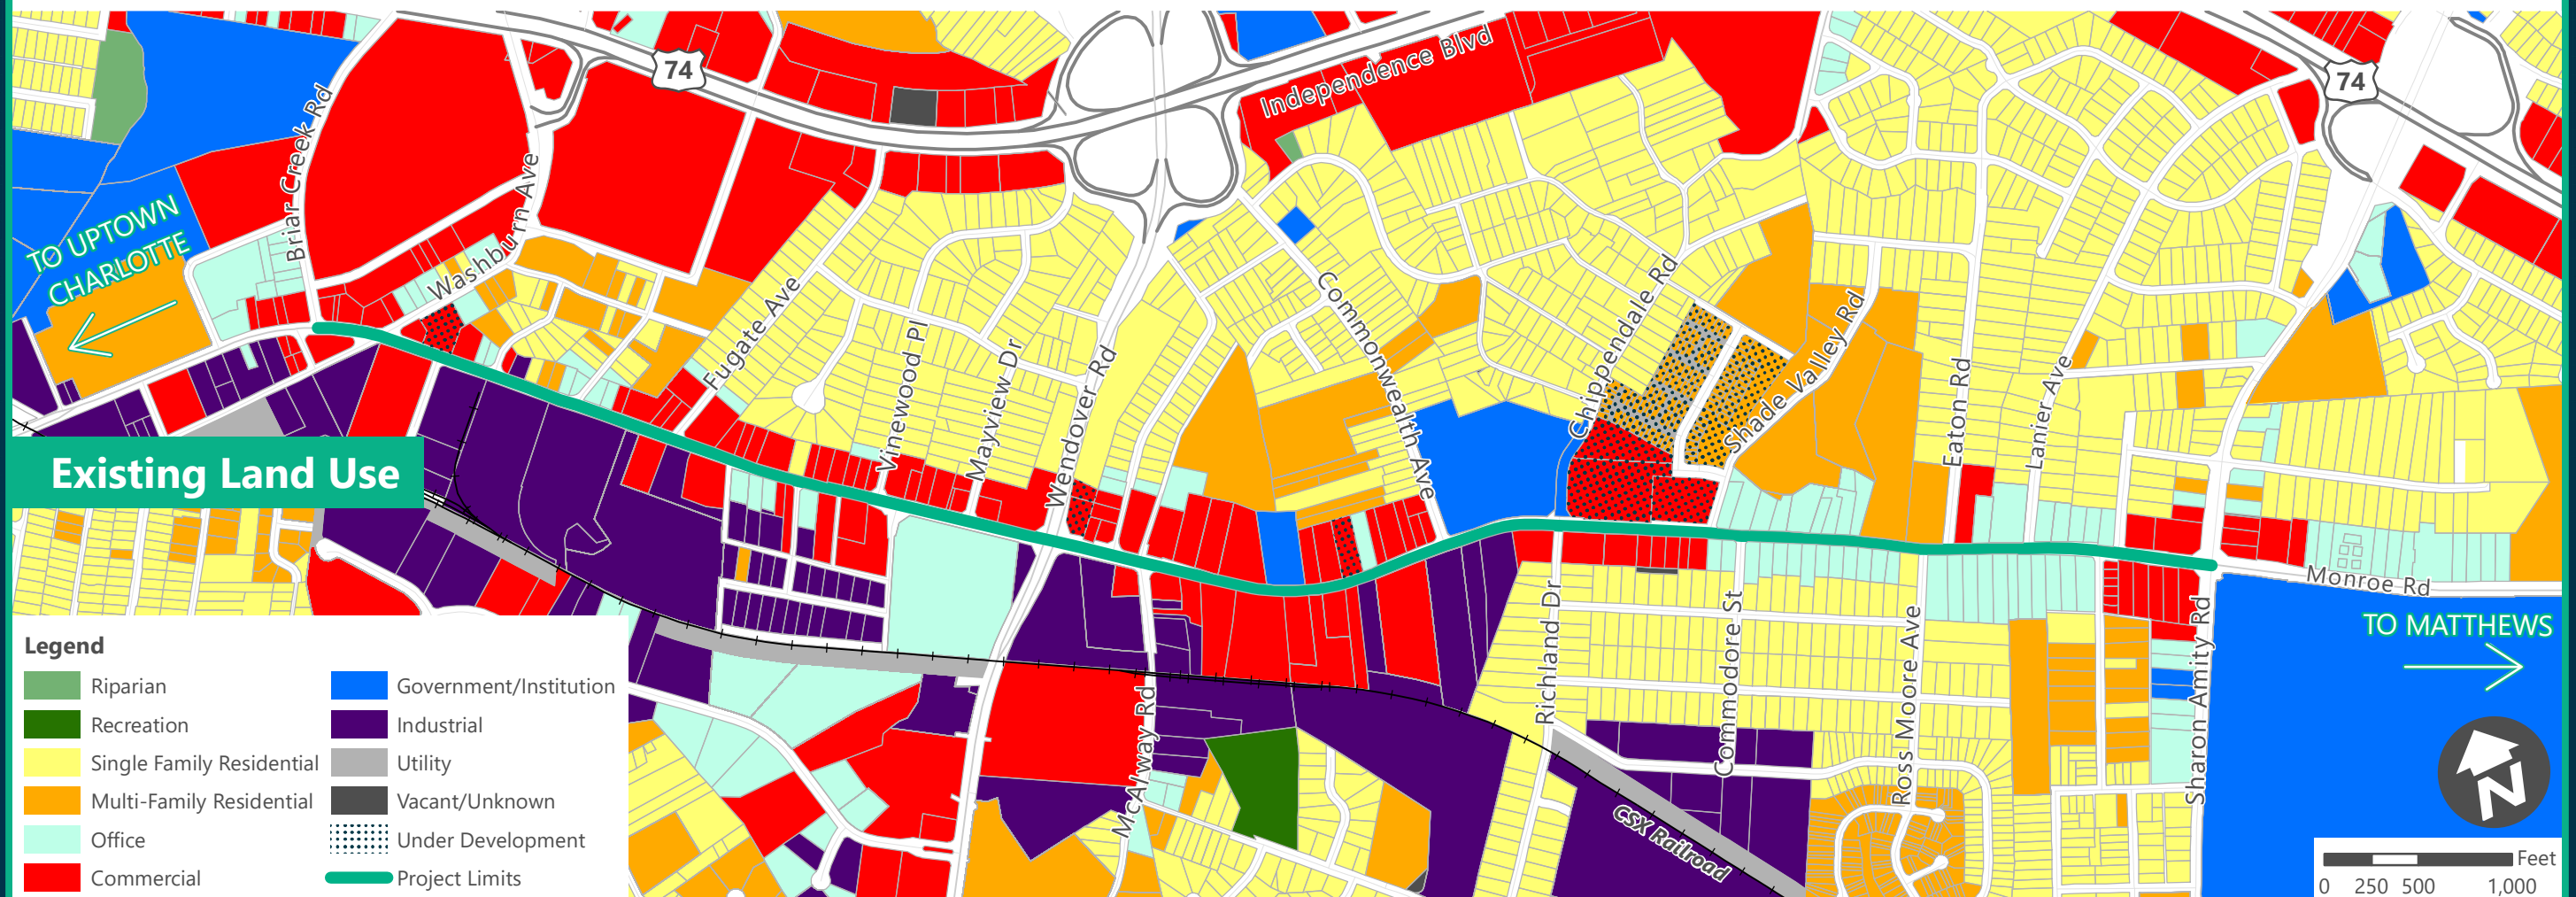 74
Independence Blvd
74
Briar Creek Rd
TO UPTOWN
CHARLOTTE
Washburn Ave
Fugate Ave
Vinewood Pl
Mayview Dr
Wendover Rd
Commonwealth Ave
Chippendale Rd
Shade Valley Rd
Eaton Rd
Lanier Ave
Existing Land Use
Monroe Rd
TO MATTHEWS
Richland Dr
Commodore St
Ross Moore Ave
Sharon Amity Rd
McAlway Rd
CSX Railroad
Legend
Riparian
Recreation
Single Family Residential
Multi-Family Residential
Office
Commercial
Government/Institution
Industrial
Utility
Vacant/Unknown
Under Development
Project Limits
N
Feet
0 250 500 1,000